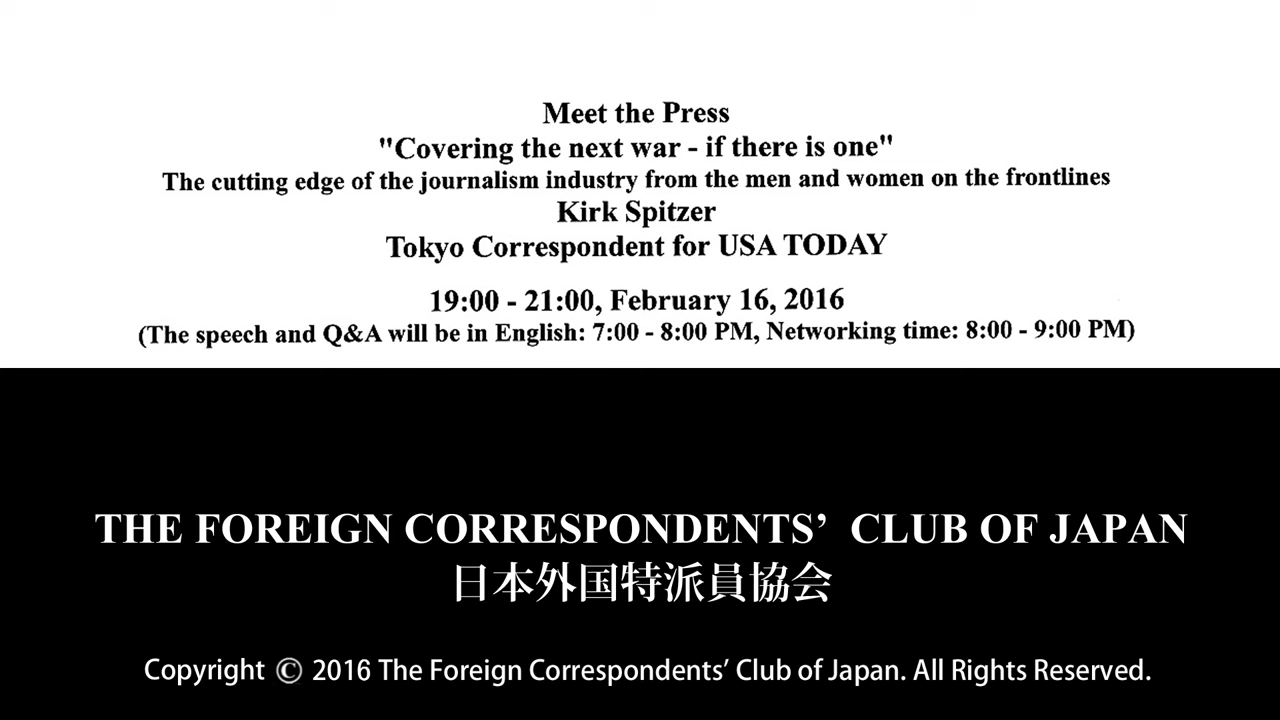 Meet the Press
"Covering the next war - if there is one"
The cutting edge of the journalism industry from the men and women on the frontlines
Kirk Spitzer
Tokyo Correspondent for USA TODAY
19:00 - 21:00, February 16, 2016
(The speech and Q&A will be in English: 7:00 - 8:00 PM, Networking time: 8:00 - 9:00 PM)
THE FOREIGN CORRESPONDENTS’ CLUB OF JAPAN
日本外国特派員協会
Copyright © 2016 The Foreign Correspondents’ Club of Japan. All Rights Reserved.